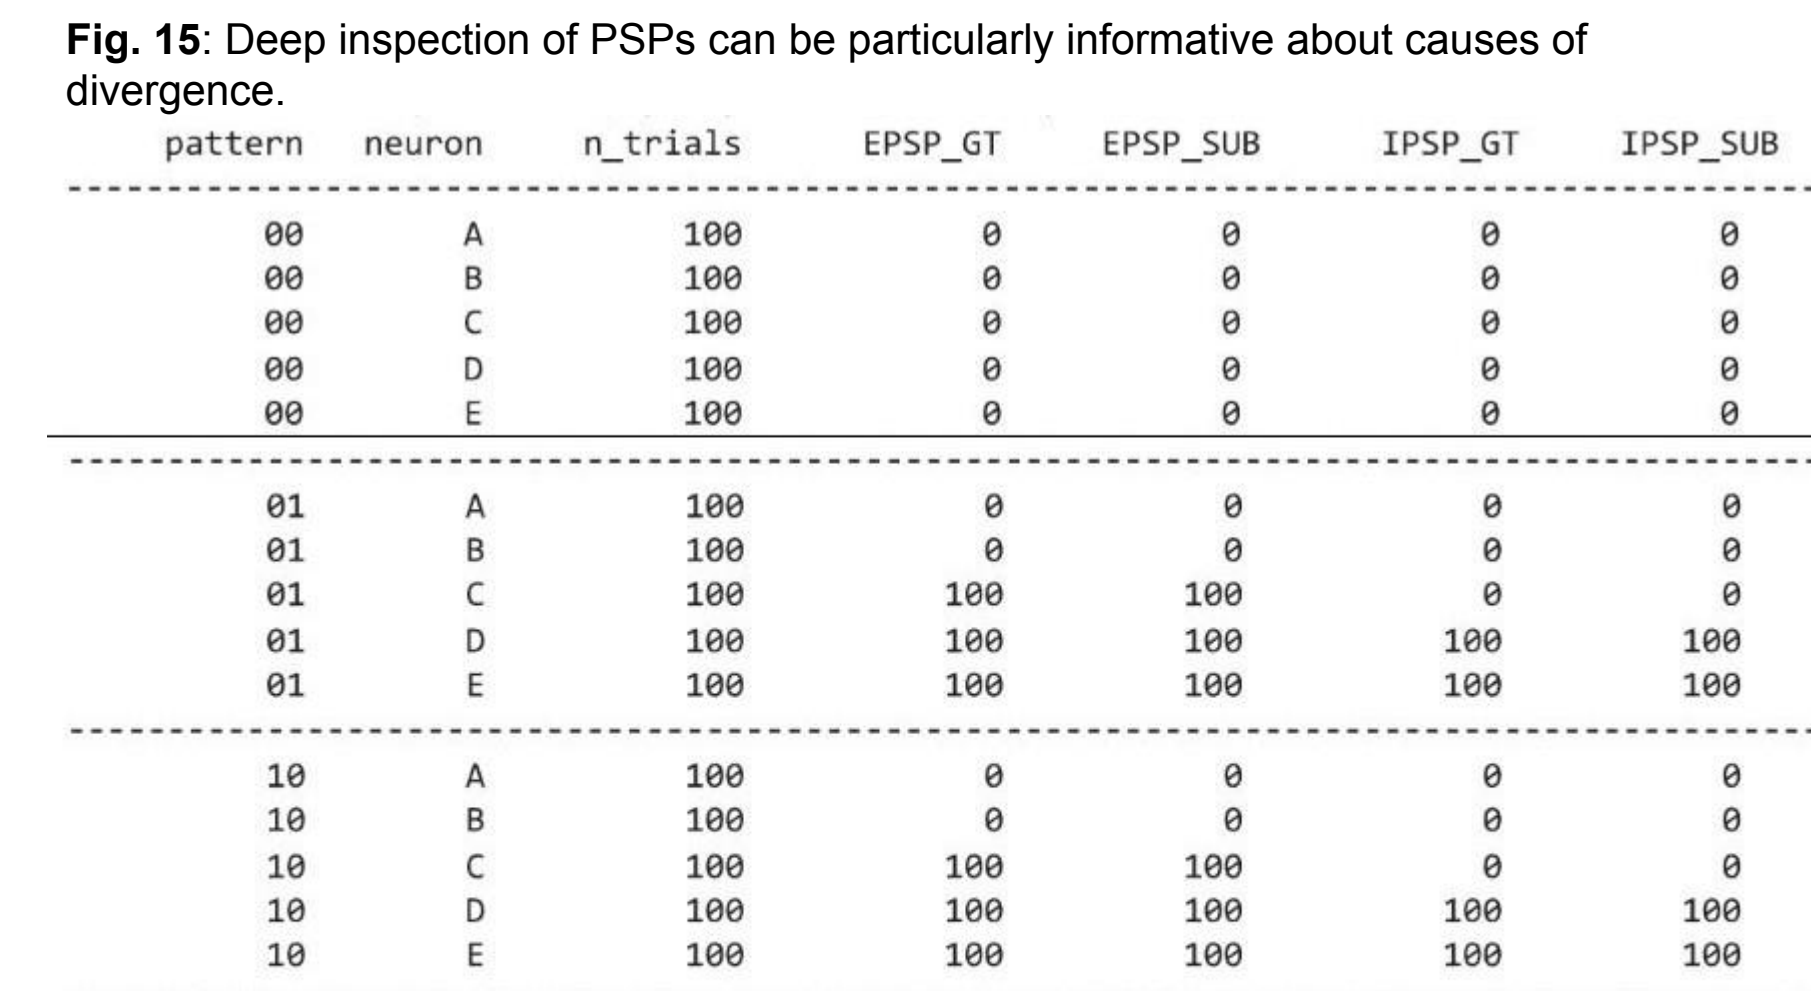 Fig. 15: Deep inspection of PSPs can be particularly informative about causes of
divergence.
pattern neuron n_trials EPSP_GT EPSP_SUB IPSP_GT IPSP_SUB
00 A 100 0 0 0 0
00 B 100 0 0 0 0
00 C 100 0 0 0 0
00 D 100 0 0 0 0
00 E 100 0 0 0 0
01 A 100 0 0 0 0
01 B 100 0 0 0 0
01 C 100 100 100 0 0
01 D 100 100 100 100 100
01 E 100 100 100 100 100
10 A 100 0 0 0 0
10 B 100 0 0 0 0
10 C 100 100 100 0 0
10 D 100 100 100 100 100
10 E 100 100 100 100 100